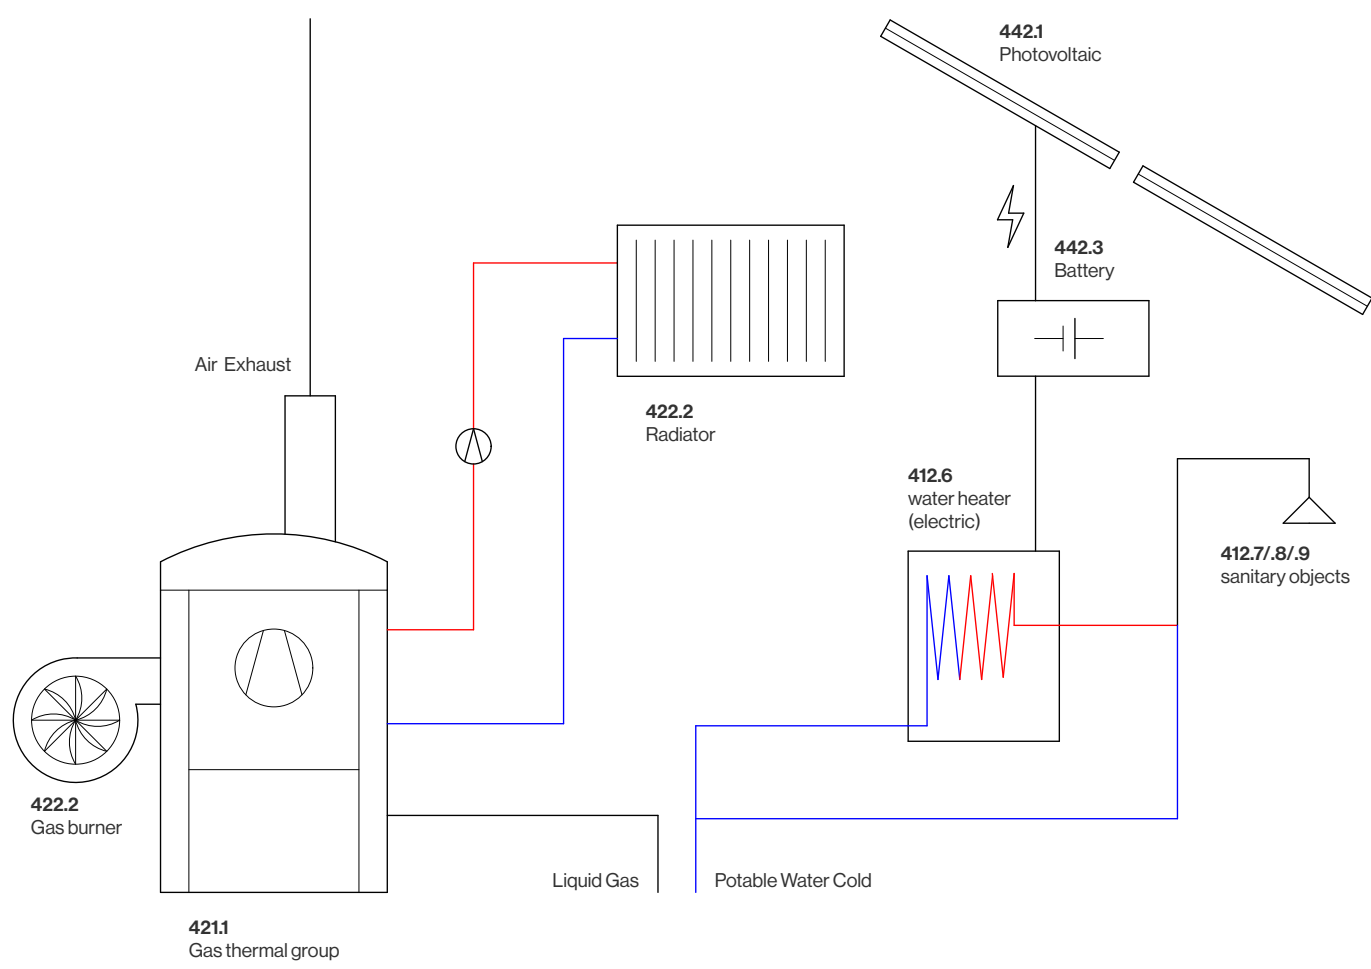 442.1
Photovoltaic
442.3
Battery
Air Exhaust
422.2
Radiator
412.6
water heater
(electric)
412.7/.8/.9
sanitary objects
422.2
Gas burner
Liquid Gas
Potable Water Cold
421.1
Gas thermal group